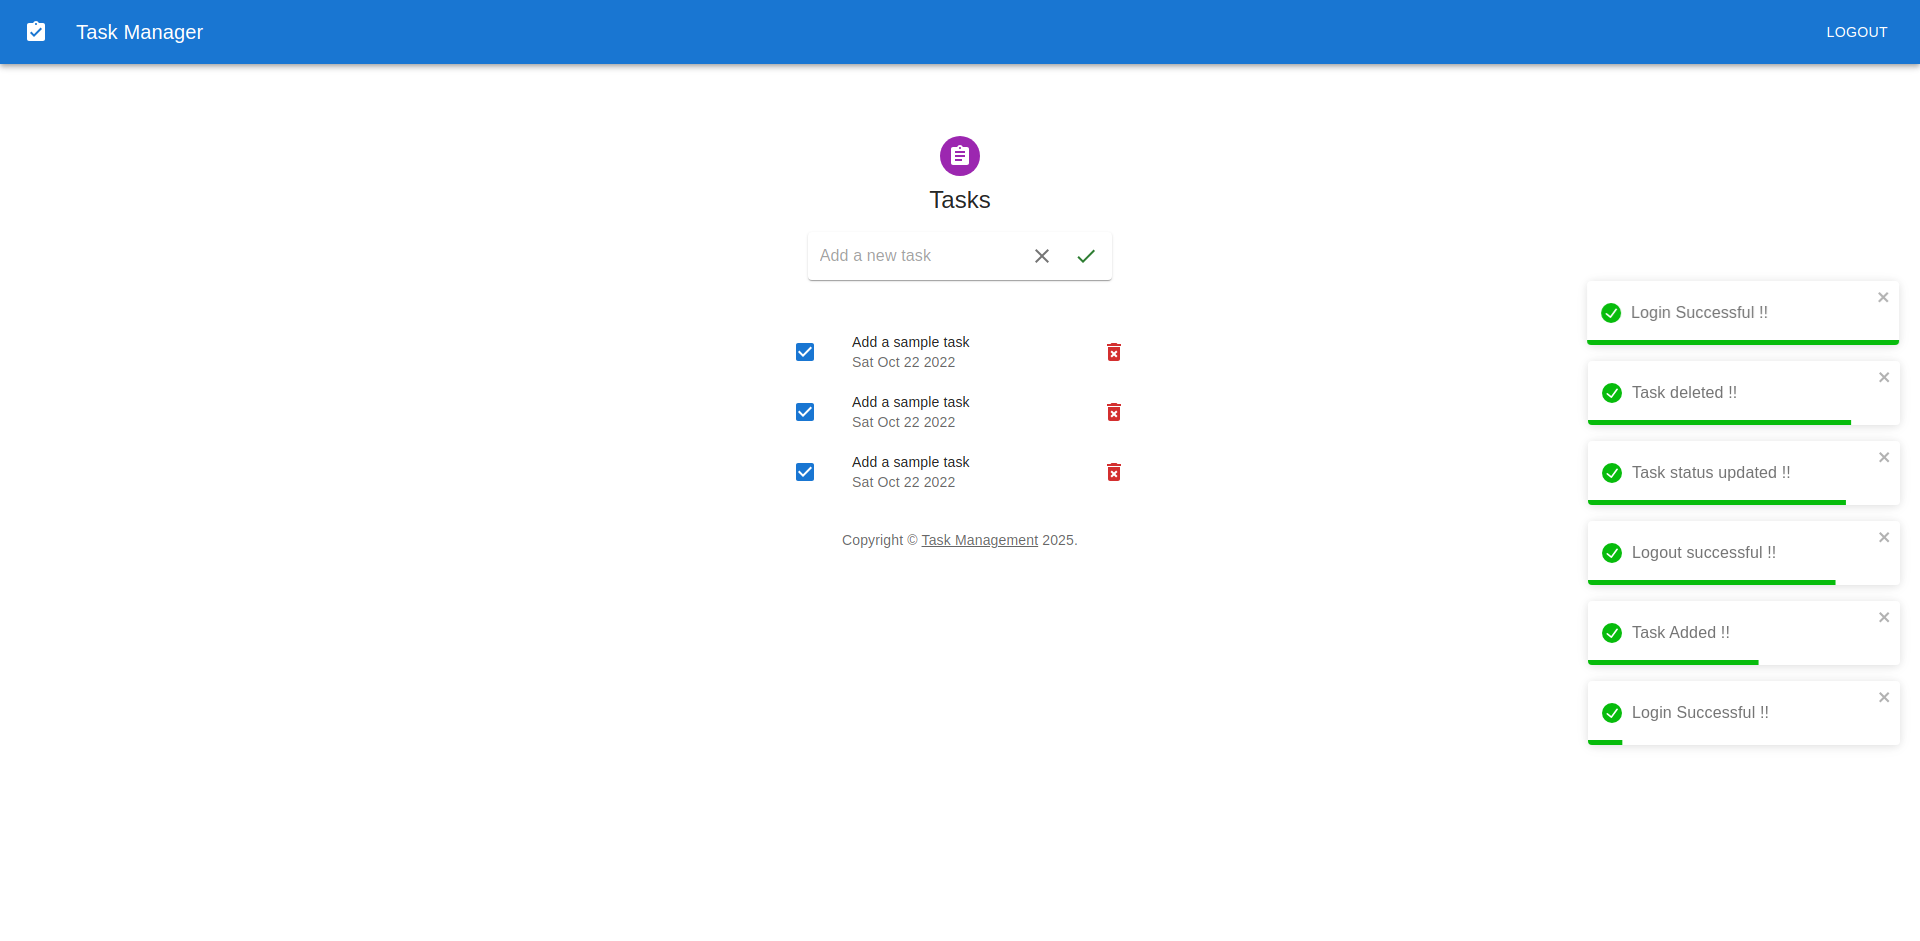 Task Manager
LOGOUT
Tasks
Add a new task
Add a sample task
Sat Oct 22 2022
Add a sample task
Sat Oct 22 2022
Add a sample task
Sat Oct 22 2022
Copyright © Task Management 2025.
Login Successful !!
Task deleted !!
Task status updated !!
Logout successful !!
Task Added !!
Login Successful !!